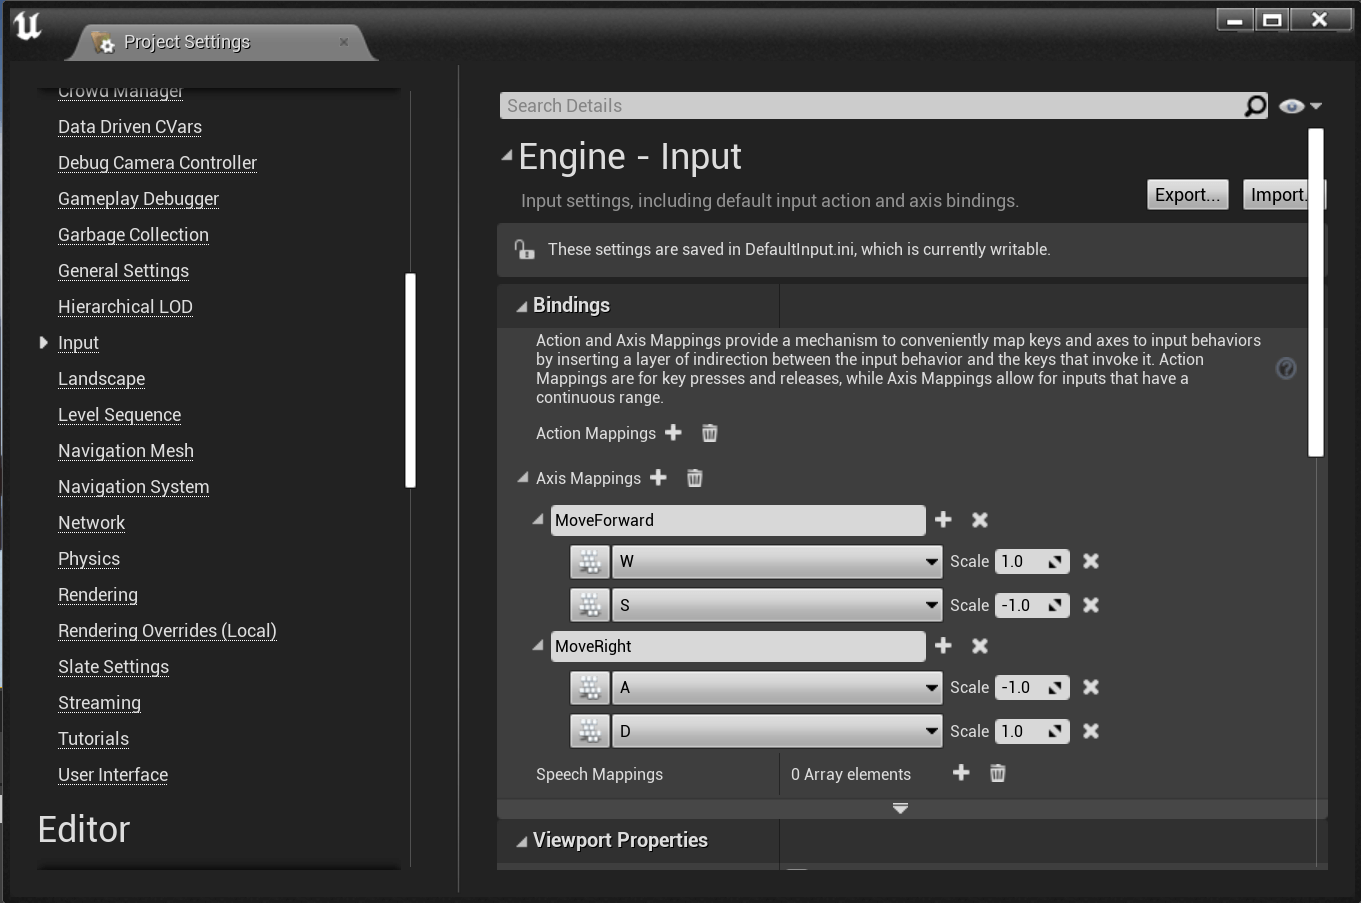 Project Settings
Crowd Manager
Data Driven CVars
Debug Camera Controller
Gameplay Debugger
Garbage Collection
General Settings
Hierarchical LOD
Input
Landscape
Level Sequence
Navigation Mesh
Navigation System
Network
Physics
Rendering
Rendering Overrides (Local)
Slate Settings
Streaming
Tutorials
User Interface
Editor
Search Details
Engine - Input
Input settings, including default input action and axis bindings.
Export...
Import...
These settings are saved in DefaultInput.ini, which is currently writable.
Bindings
Action and Axis Mappings provide a mechanism to conveniently map keys and axes to input behaviors
by inserting a layer of indirection between the input behavior and the keys that invoke it. Action
Mappings are for key presses and releases, while Axis Mappings allow for inputs that have a
continuous range.
Action Mappings
Axis Mappings
MoveForward
W Scale 1.0
S Scale -1.0
MoveRight
A Scale -1.0
D Scale 1.0
Speech Mappings 0 Array elements
Viewport Properties